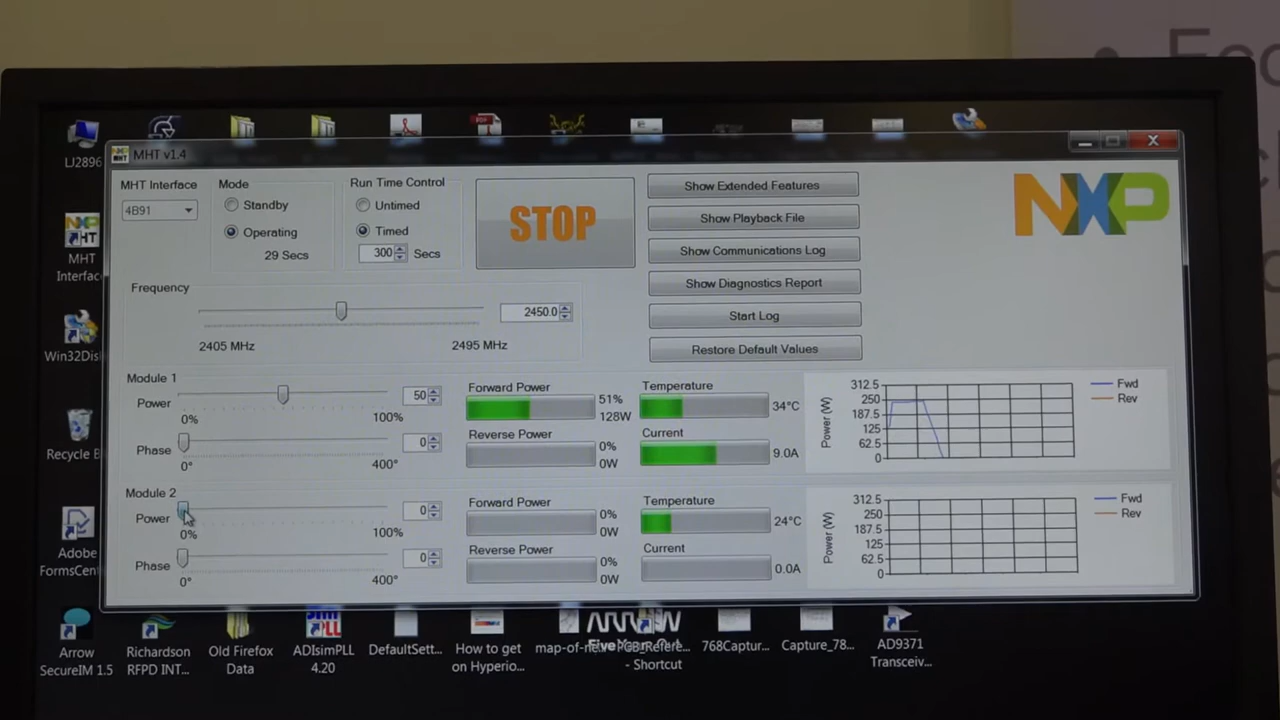 LJ2896
MHT v1.4
MHT Interface
4B91
Mode
Standby
Operating
29 Secs
Run Time Control
Untimed
Timed
300
Secs
STOP
Show Extended Features
Show Playback File
Show Communications Log
Show Diagnostics Report
Start Log
Restore Default Values
NXP
Frequency
2450.0
2405 MHz
2495 MHz
Module 1
Power
50
0%
100%
Phase
0
0°
400°
Forward Power
51%
128W
Reverse Power
0%
0W
Temperature
34°C
Current
9.0A
Power (W)
312.5
250
187.5
125
62.5
0
Fwd
Rev
Module 2
Power
0
0%
100%
Phase
0
0°
400°
Forward Power
0%
0W
Reverse Power
0%
0W
Temperature
24°C
Current
0.0A
Power (W)
312.5
250
187.5
125
62.5
0
Fwd
Rev
MHT
Interfac
Win32Dis
Recycle B
Adobe
FormsCent
Arrow
SecureIM 1.5
Richardson
RFPD INT...
Old Firefox
Data
ADIsimPLL
4.20
DefaultSett...
How to get
on Hyperio...
ARROW
- Shortcut
768Captur...
Capture_78...
AD9371
Transceiv...